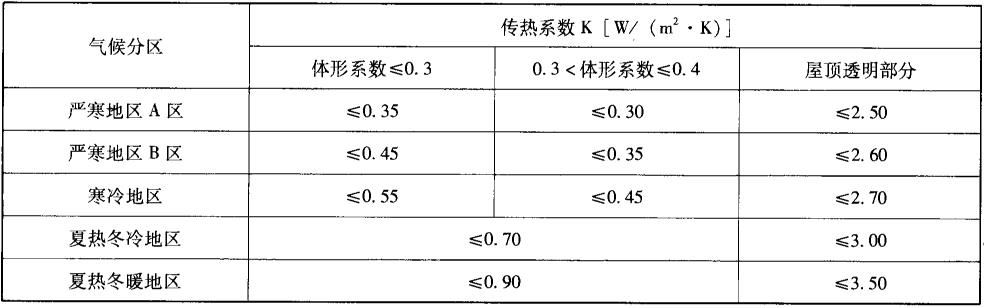 气候分区
传热系数 K [W/ (m²·K)]
体形系数≤0.3
0.3<体形系数≤0.4
屋顶透明部分
严寒地区 A 区
≤0.35
≤0.30
≤2.50
严寒地区 B 区
≤0.45
≤0.35
≤2.60
寒冷地区
≤0.55
≤0.45
≤2.70
夏热冬冷地区
≤0.70
≤3.00
夏热冬暖地区
≤0.90
≤3.50